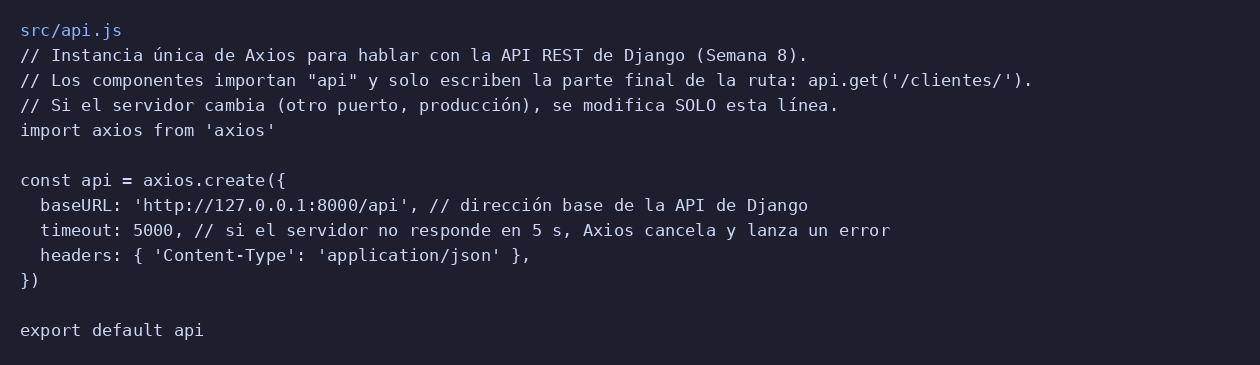 src/api.js
// Instancia única de Axios para hablar con la API REST de Django (Semana 8).
// Los componentes importan "api" y solo escriben la parte final de la ruta: api.get('/clientes/').
// Si el servidor cambia (otro puerto, producción), se modifica SOLO esta línea.
import axios from 'axios'

const api = axios.create({
  baseURL: 'http://127.0.0.1:8000/api', // dirección base de la API de Django
  timeout: 5000, // si el servidor no responde en 5 s, Axios cancela y lanza un error
  headers: { 'Content-Type': 'application/json' },
})

export default api